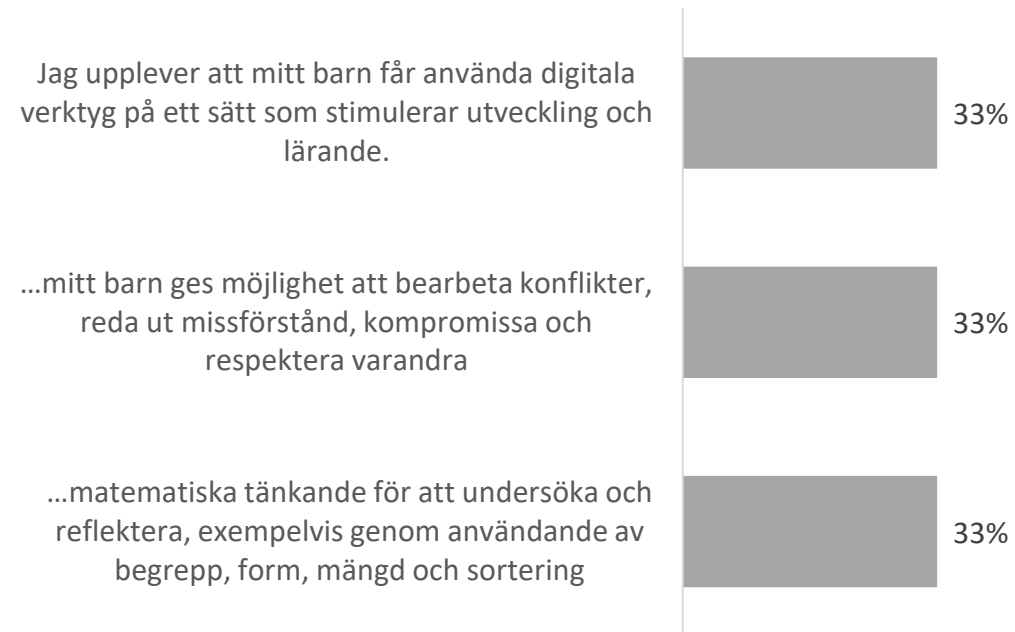 Jag upplever att mitt barn får använda digitala
verktyg på ett sätt som stimulerar utveckling och
lärande.
33%
...mitt barn ges möjlighet att bearbeta konflikter,
reda ut missförstånd, kompromissa och
respektera varandra
33%
...matematiska tänkande för att undersöka och
reflektera, exempelvis genom användande av
begrepp, form, mängd och sortering
33%